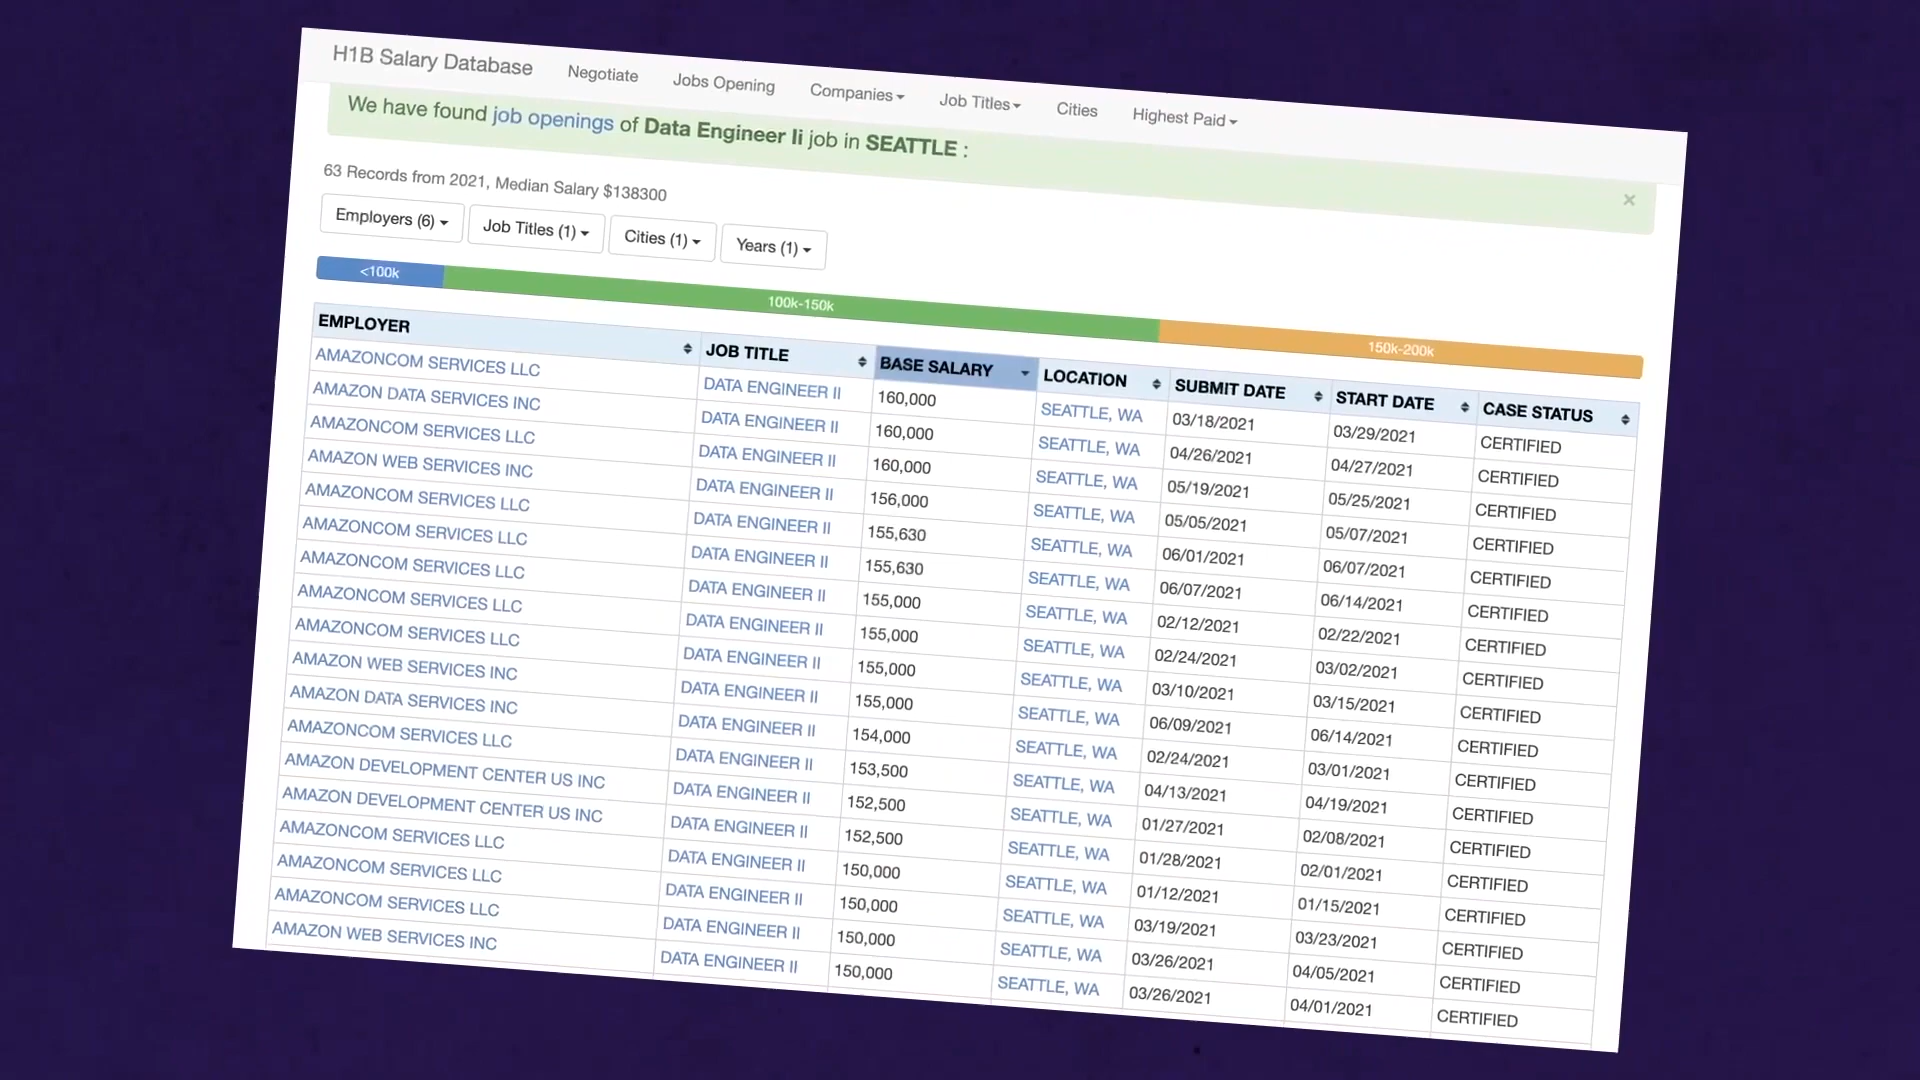 H1B Salary Database Negotiate Jobs Opening Companies Job Titles Cities Highest Paid
We have found job openings of Data Engineer Ii job in SEATTLE :
×
63 Records from 2021, Median Salary $138300
Employers (6) Job Titles (1) Cities (1) Years (1)
<100k 100k-150k 150k-200k
EMPLOYER JOB TITLE BASE SALARY LOCATION SUBMIT DATE START DATE CASE STATUS
AMAZONCOM SERVICES LLC DATA ENGINEER II 160,000 SEATTLE, WA 03/18/2021 03/29/2021 CERTIFIED
AMAZON DATA SERVICES INC DATA ENGINEER II 160,000 SEATTLE, WA 04/26/2021 04/27/2021 CERTIFIED
AMAZONCOM SERVICES LLC DATA ENGINEER II 160,000 SEATTLE, WA 05/19/2021 05/25/2021 CERTIFIED
AMAZON WEB SERVICES INC DATA ENGINEER II 156,000 SEATTLE, WA 05/05/2021 05/07/2021 CERTIFIED
AMAZONCOM SERVICES LLC DATA ENGINEER II 155,630 SEATTLE, WA 06/01/2021 06/07/2021 CERTIFIED
AMAZONCOM SERVICES LLC DATA ENGINEER II 155,630 SEATTLE, WA 06/07/2021 06/14/2021 CERTIFIED
AMAZONCOM SERVICES LLC DATA ENGINEER II 155,000 SEATTLE, WA 02/12/2021 02/22/2021 CERTIFIED
AMAZONCOM SERVICES LLC DATA ENGINEER II 155,000 SEATTLE, WA 02/24/2021 03/02/2021 CERTIFIED
AMAZONCOM SERVICES LLC DATA ENGINEER II 155,000 SEATTLE, WA 03/10/2021 03/15/2021 CERTIFIED
AMAZON WEB SERVICES INC DATA ENGINEER II 155,000 SEATTLE, WA 06/09/2021 06/14/2021 CERTIFIED
AMAZON DATA SERVICES INC DATA ENGINEER II 154,000 SEATTLE, WA 02/24/2021 03/01/2021 CERTIFIED
AMAZONCOM SERVICES LLC DATA ENGINEER II 153,500 SEATTLE, WA 04/13/2021 04/19/2021 CERTIFIED
AMAZON DEVELOPMENT CENTER US INC DATA ENGINEER II 152,500 SEATTLE, WA 01/27/2021 02/08/2021 CERTIFIED
AMAZON DEVELOPMENT CENTER US INC DATA ENGINEER II 152,500 SEATTLE, WA 01/28/2021 02/01/2021 CERTIFIED
AMAZONCOM SERVICES LLC DATA ENGINEER II 150,000 SEATTLE, WA 01/12/2021 01/15/2021 CERTIFIED
AMAZONCOM SERVICES LLC DATA ENGINEER II 150,000 SEATTLE, WA 03/19/2021 03/23/2021 CERTIFIED
AMAZONCOM SERVICES LLC DATA ENGINEER II 150,000 SEATTLE, WA 03/26/2021 04/05/2021 CERTIFIED
AMAZON WEB SERVICES INC DATA ENGINEER II 150,000 SEATTLE, WA 03/26/2021 04/01/2021 CERTIFIED